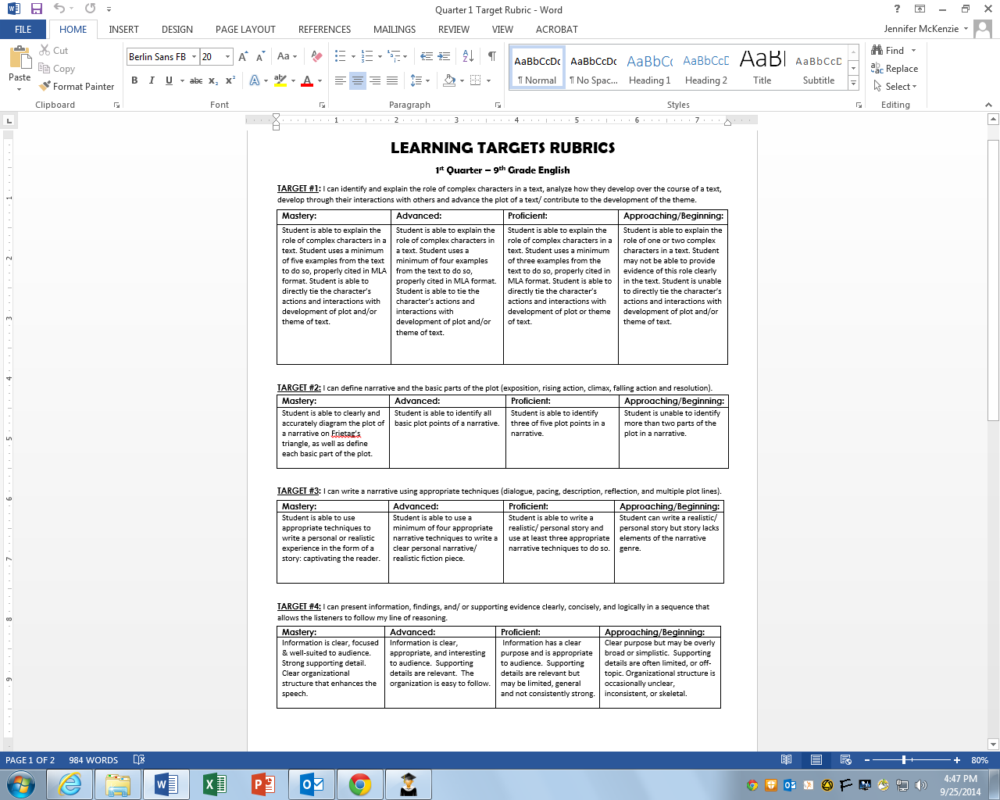 Quarter 1 Target Rubric - Word
FILE HOME INSERT DESIGN PAGE LAYOUT REFERENCES MAILINGS REVIEW VIEW ACROBAT Jennifer McKenzie
Paste
Cut
Copy
Format Painter
Clipboard
Berlin Sans FB 20
Font
Paragraph
AaBbCcDc AaBbCcDc AaBbCc AaBbCcD AaBl AaBbCcD
¶ Normal ¶ No Spac... Heading 1 Heading 2 Title Subtitle
Styles
Find
Replace
Select
Editing
1 2 3 4 5 6 7
LEARNING TARGETS RUBRICS
1st Quarter – 9th Grade English
TARGET #1: I can identify and explain the role of complex characters in a text, analyze how they develop over the course of a text,
develop through their interactions with others and advance the plot of a text/ contribute to the development of the theme.
Mastery: Advanced: Proficient: Approaching/Beginning:
Student is able to explain the
role of complex characters in a
text. Student uses a minimum
of five examples from the text
to do so, properly cited in MLA
format. Student is able to
directly tie the character's
actions and interactions with
development of plot and/or
theme of text.
Student is able to explain the
role of complex characters in
a text. Student uses a
minimum of four examples
from the text to do so,
properly cited in MLA format.
Student is able to tie the
character's actions and
interactions with
development of plot and/or
theme of text.
Student is able to explain the
role of complex characters in a
text. Student uses a minimum
of three examples from the
text to do so, properly cited in
MLA format. Student is able to
directly tie the character's
actions and interactions with
development of plot or theme
of text.
Student is able to explain the
role of one or two complex
characters in a text. Student
may not be able to provide
evidence of this role clearly
in the text. Student is unable
to directly tie the character's
actions and interactions with
development of plot and/or
theme of text.
TARGET #2: I can define narrative and the basic parts of the plot (exposition, rising action, climax, falling action and resolution).
Mastery: Advanced: Proficient: Approaching/Beginning:
Student is able to clearly and
accurately diagram the plot of
a narrative on Frietag's
triangle, as well as define
each basic part of the plot.
Student is able to identify all
basic plot points of a narrative.
Student is able to identify
three of five plot points in a
narrative.
Student is unable to identify
more than two parts of the
plot in a narrative.
TARGET #3: I can write a narrative using appropriate techniques (dialogue, pacing, description, reflection, and multiple plot lines).
Mastery: Advanced: Proficient: Approaching/Beginning:
Student is able to use
appropriate techniques to
write a personal or realistic
experience in the form of a
story: captivating the reader.
Student is able to use a
minimum of four appropriate
narrative techniques to write a
clear personal narrative/
realistic fiction piece.
Student is able to write a
realistic/ personal story and
use at least three appropriate
narrative techniques to do so.
Student can write a realistic/
personal story but story lacks
elements of the narrative
genre.
TARGET #4: I can present information, findings, and/ or supporting evidence clearly, concisely, and logically in a sequence that
allows the listeners to follow my line of reasoning.
Mastery: Advanced: Proficient: Approaching/Beginning:
Information is clear, focused
& well-suited to audience.
Strong supporting detail.
Clear organizational
structure that enhances the
speech.
Information is clear,
appropriate, and interesting
to audience. Supporting
details are relevant. The
organization is easy to follow.
Information has a clear
purpose and is appropriate
to audience. Supporting
details are relevant but
may be limited, general
and not consistently strong.
Clear purpose but may be overly
broad or simplistic. Supporting
details are often limited, or off-
topic. Organizational structure is
occasionally unclear,
inconsistent, or skeletal.
1
2
3
4
5
6
7
8
9
PAGE 1 OF 2 984 WORDS 80%
4:47 PM
9/25/2014